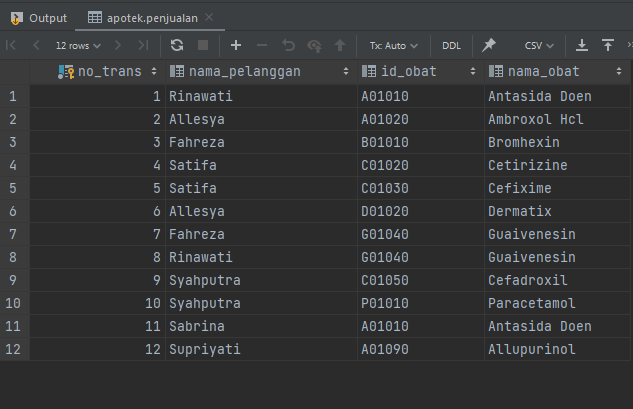 Output apotek.penjualan
12 rows Tx: Auto DDL CSV
no_trans nama_pelanggan id_obat nama_obat
1 1 Rinawati A01010 Antasida Doen
2 2 Allesya A01020 Ambroxol Hcl
3 3 Fahreza B01010 Bromhexin
4 4 Satifa C01020 Cetirizine
5 5 Satifa C01030 Cefixime
6 6 Allesya D01020 Dermatix
7 7 Fahreza G01040 Guaivenesin
8 8 Rinawati G01040 Guaivenesin
9 9 Syahputra C01050 Cefadroxil
10 10 Syahputra P01010 Paracetamol
11 11 Sabrina A01010 Antasida Doen
12 12 Supriyati A01090 Allupurinol